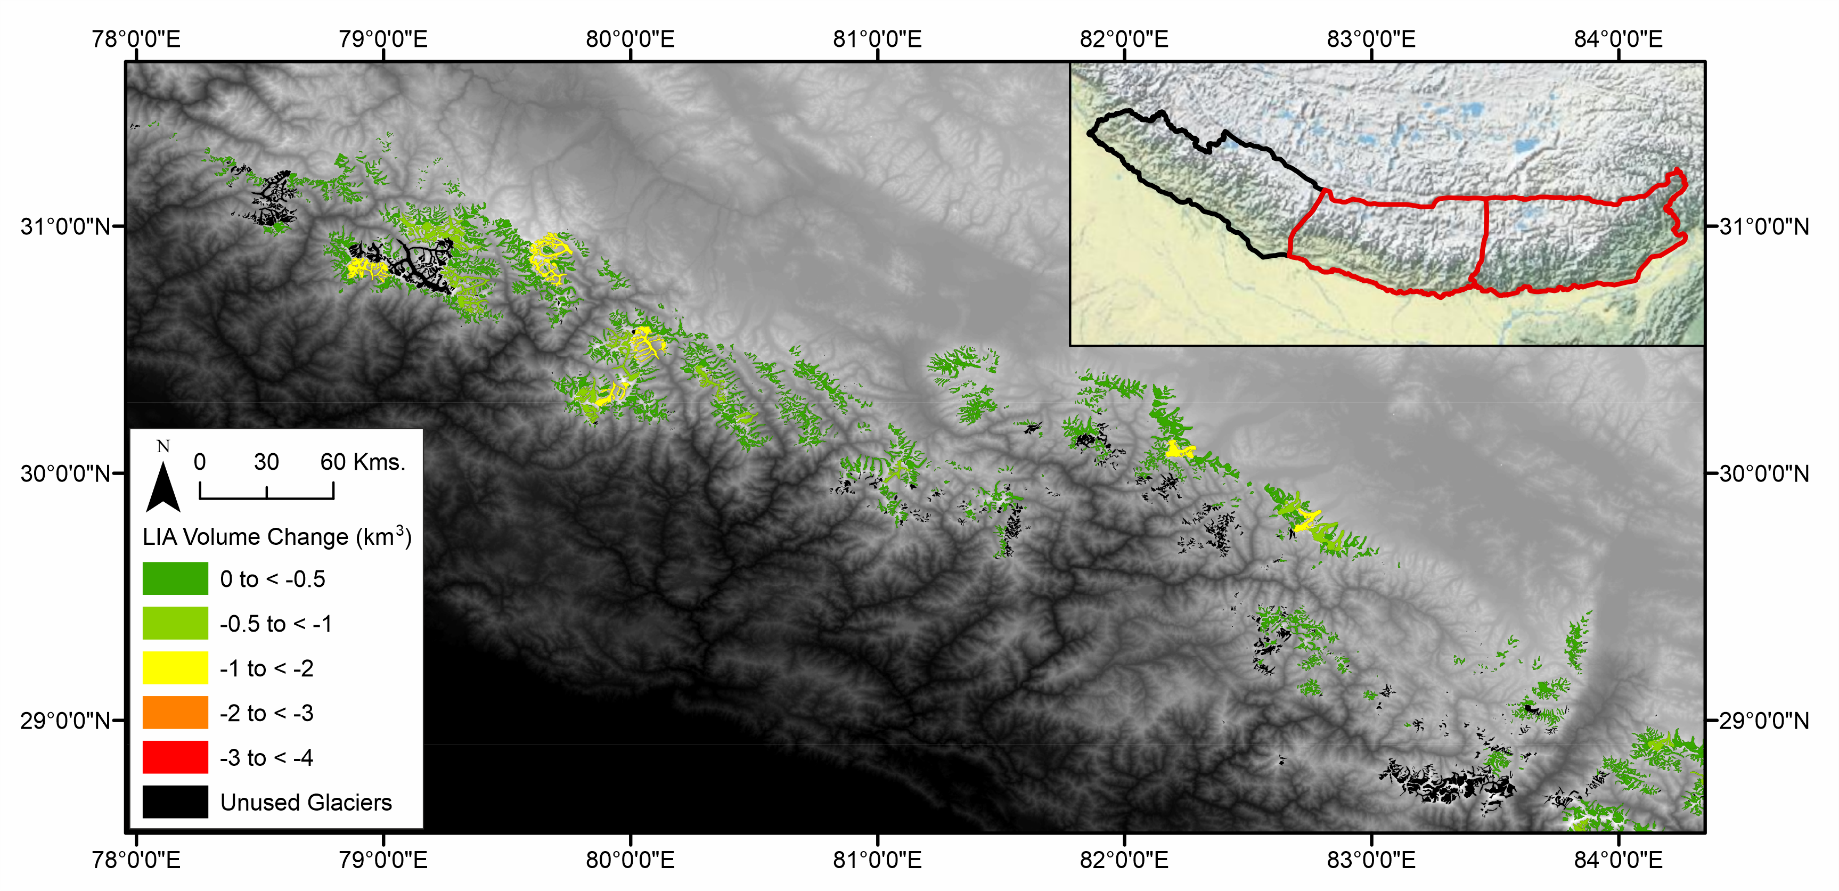 78°0'0"E 79°0'0"E 80°0'0"E 81°0'0"E 82°0'0"E 83°0'0"E 84°0'0"E
31°0'0"N 31°0'0"N
30°0'0"N 30°0'0"N
29°0'0"N 29°0'0"N
N
0 30 60 Kms.
LIA Volume Change (km³)
0 to < -0.5
-0.5 to < -1
-1 to < -2
-2 to < -3
-3 to < -4
Unused Glaciers
78°0'0"E 79°0'0"E 80°0'0"E 81°0'0"E 82°0'0"E 83°0'0"E 84°0'0"E